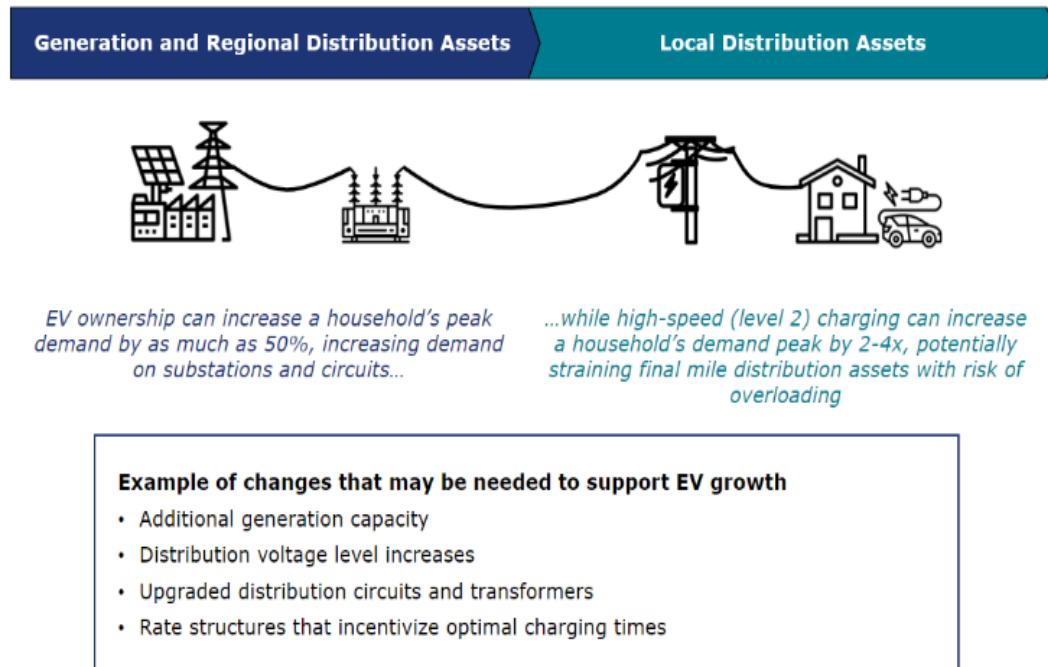 Generation and Regional Distribution Assets
Local Distribution Assets
EV ownership can increase a household's peak
demand by as much as 50%, increasing demand
on substations and circuits...
...while high-speed (level 2) charging can increase
a household's demand peak by 2-4x, potentially
straining final mile distribution assets with risk of
overloading
Example of changes that may be needed to support EV growth
• Additional generation capacity
• Distribution voltage level increases
• Upgraded distribution circuits and transformers
• Rate structures that incentivize optimal charging times